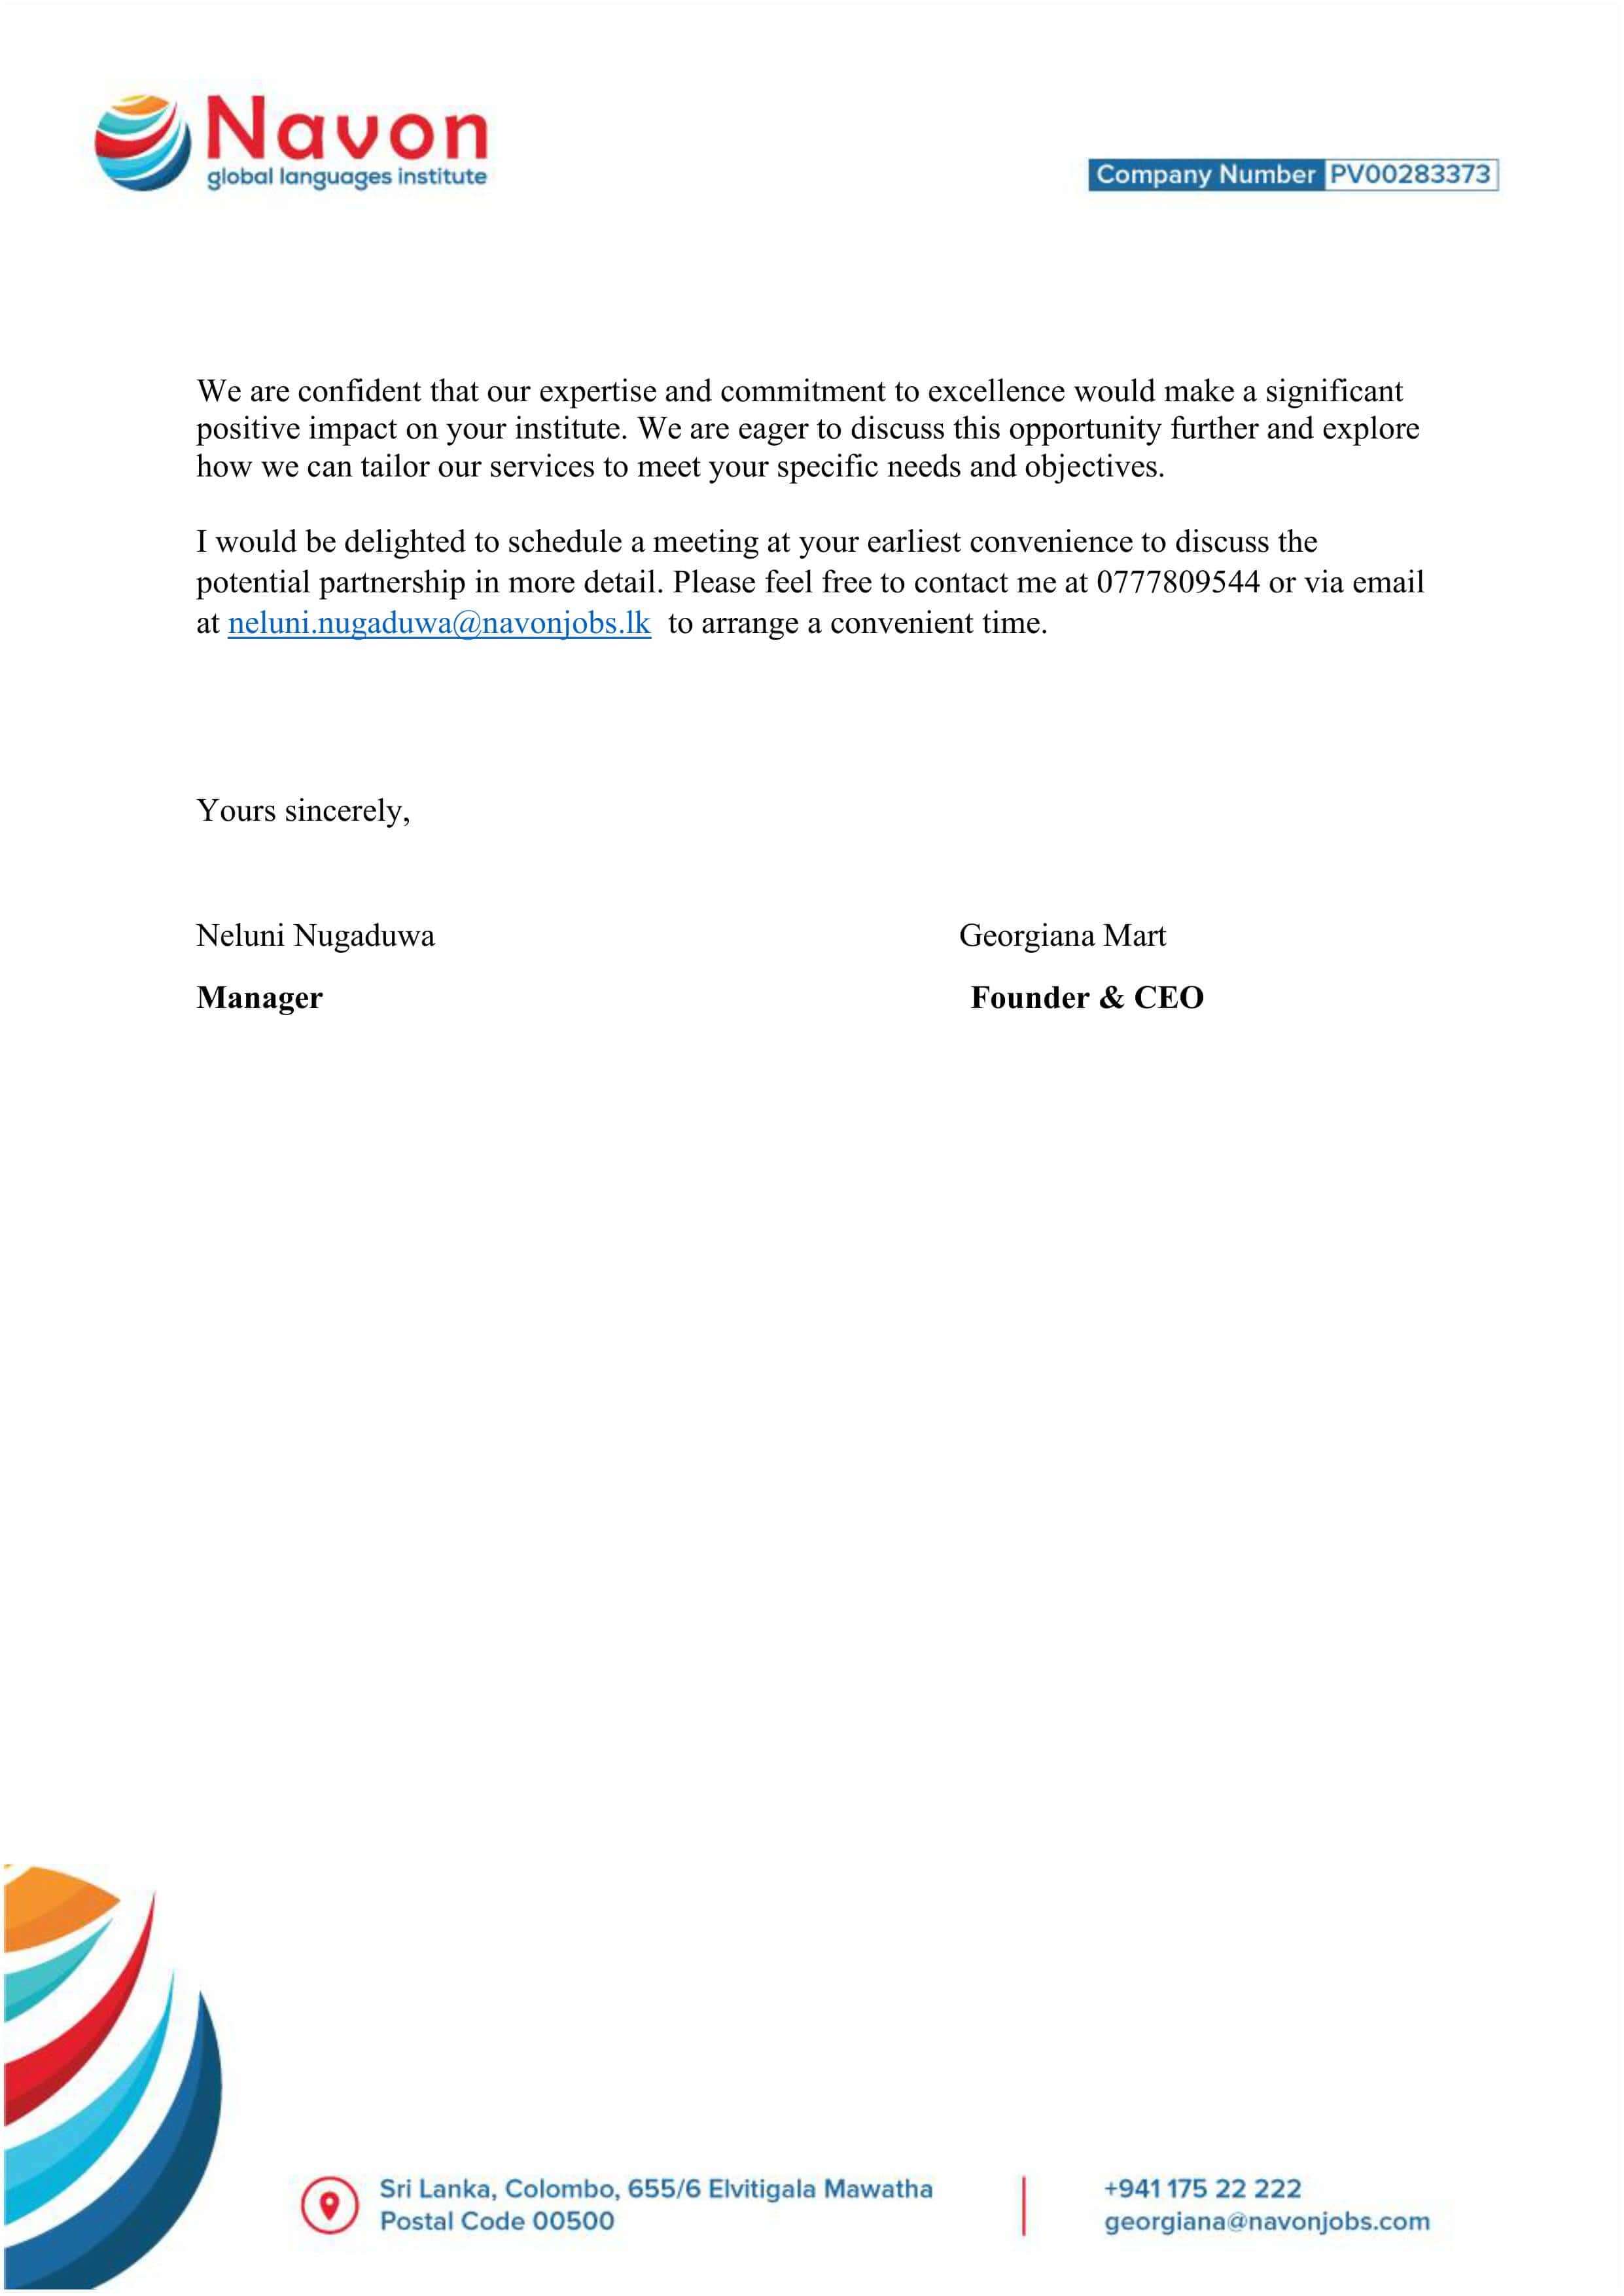 Navon
global languages institute
Company Number PV00283373
We are confident that our expertise and commitment to excellence would make a significant
positive impact on your institute. We are eager to discuss this opportunity further and explore
how we can tailor our services to meet your specific needs and objectives.
I would be delighted to schedule a meeting at your earliest convenience to discuss the
potential partnership in more detail. Please feel free to contact me at 0777809544 or via email
at neluni.nugaduwa@navonjobs.lk to arrange a convenient time.
Yours sincerely,
Neluni Nugaduwa Georgiana Mart
Manager Founder & CEO
Sri Lanka, Colombo, 655/6 Elvitigala Mawatha
Postal Code 00500
+941 175 22 222
georgiana@navonjobs.com